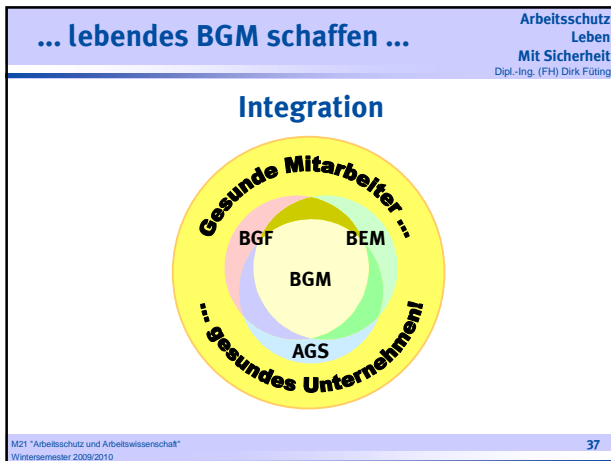 ... lebendes BGM schaffen ...
Arbeitsschutz
Leben
Mit Sicherheit
Dipl.-Ing. (FH) Dirk Füting
Integration
Gesunde Mitarbeiter ...
BGF
BEM
BGM
AGS
... gesundes Unternehmen!
M21 "Arbeitsschutz und Arbeitswissenschaft"
Wintersemester 2009/2010
37